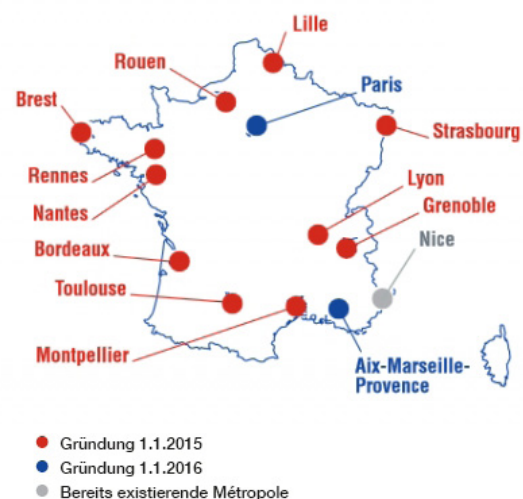 Lille
Rouen
Paris
Brest
Strasbourg
Rennes
Lyon
Grenoble
Nantes
Nice
Bordeaux
Toulouse
Montpellier
Aix-Marseille-
Provence
Gründung 1.1.2015
Gründung 1.1.2016
Bereits existierende Métropole